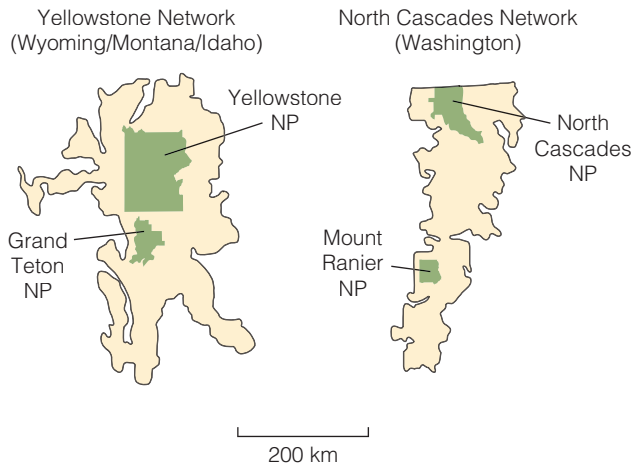 Yellowstone Network
(Wyoming/Montana/Idaho)
North Cascades Network
(Washington)
Yellowstone
NP
North
Cascades
NP
Grand
Teton
NP
Mount
Ranier
NP
200 km